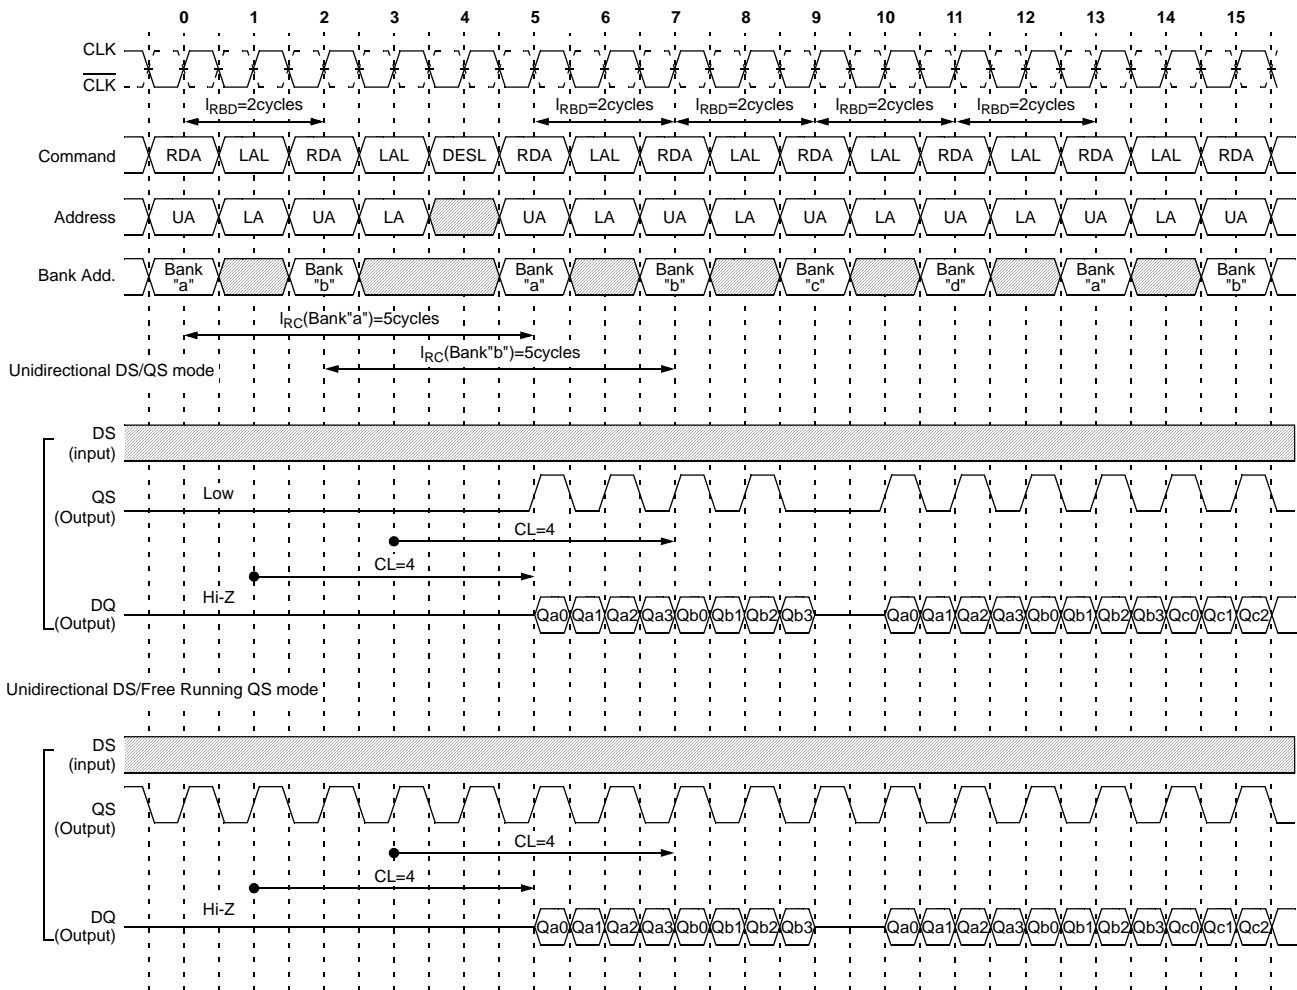 0 1 2 3 4 5 6 7 8 9 10 11 12 13 14 15
CLK
CLK
IRBD=2cycles IRBD=2cycles IRBD=2cycles IRBD=2cycles IRBD=2cycles
Command RDA LAL RDA LAL DESL RDA LAL RDA LAL RDA LAL RDA LAL RDA LAL RDA
Address UA LA UA LA UA LA UA LA UA LA UA LA UA LA UA
Bank Add. Bank "a" Bank "b" Bank "a" Bank "b" Bank "c" Bank "d" Bank "a" Bank "b"
IRC(Bank"a")=5cycles
IRC(Bank"b")=5cycles
Unidirectional DS/QS mode
DS
(input)
QS
(Output)
Low
CL=4
CL=4
Hi-Z
DQ
(Output)
Qa0 Qa1 Qa2 Qa3 Qb0 Qb1 Qb2 Qb3 Qa0 Qa1 Qa2 Qa3 Qb0 Qb1 Qb2 Qb3 Qc0 Qc1 Qc2
Unidirectional DS/Free Running QS mode
DS
(input)
QS
(Output)
CL=4
CL=4
Hi-Z
DQ
(Output)
Qa0 Qa1 Qa2 Qa3 Qb0 Qb1 Qb2 Qb3 Qa0 Qa1 Qa2 Qa3 Qb0 Qb1 Qb2 Qb3 Qc0 Qc1 Qc2